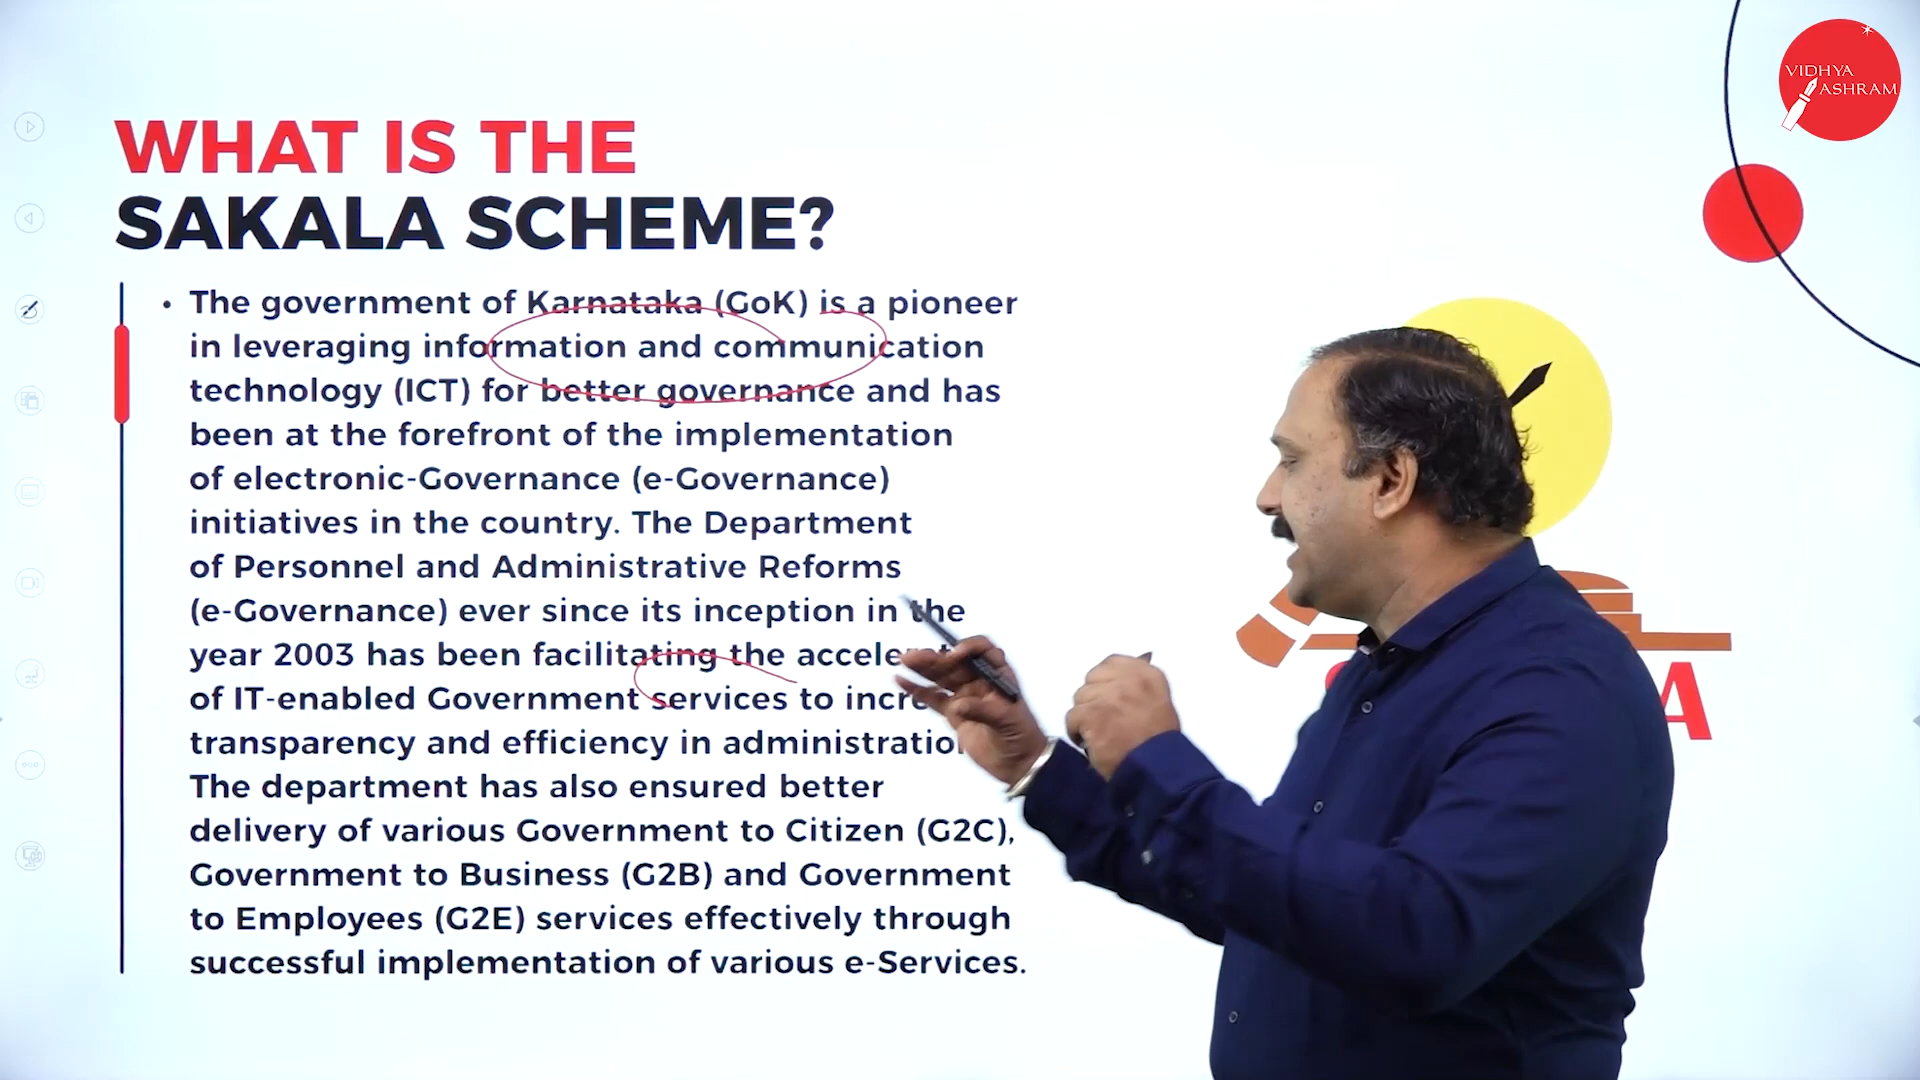 VIDHYA
ASHRAM
WHAT IS THE
SAKALA SCHEME?
• The government of Karnataka (GoK) is a pioneer
in leveraging information and communication
technology (ICT) for better governance and has
been at the forefront of the implementation
of electronic-Governance (e-Governance)
initiatives in the country. The Department
of Personnel and Administrative Reforms
(e-Governance) ever since its inception in the
year 2003 has been facilitating the
of IT-enabled Government services to
transparency and efficiency in
The department has also ensured better
delivery of various Government to Citizen (G2C),
Government to Business (G2B) and Government
to Employees (G2E) services effectively through
successful implementation of various e-Services.